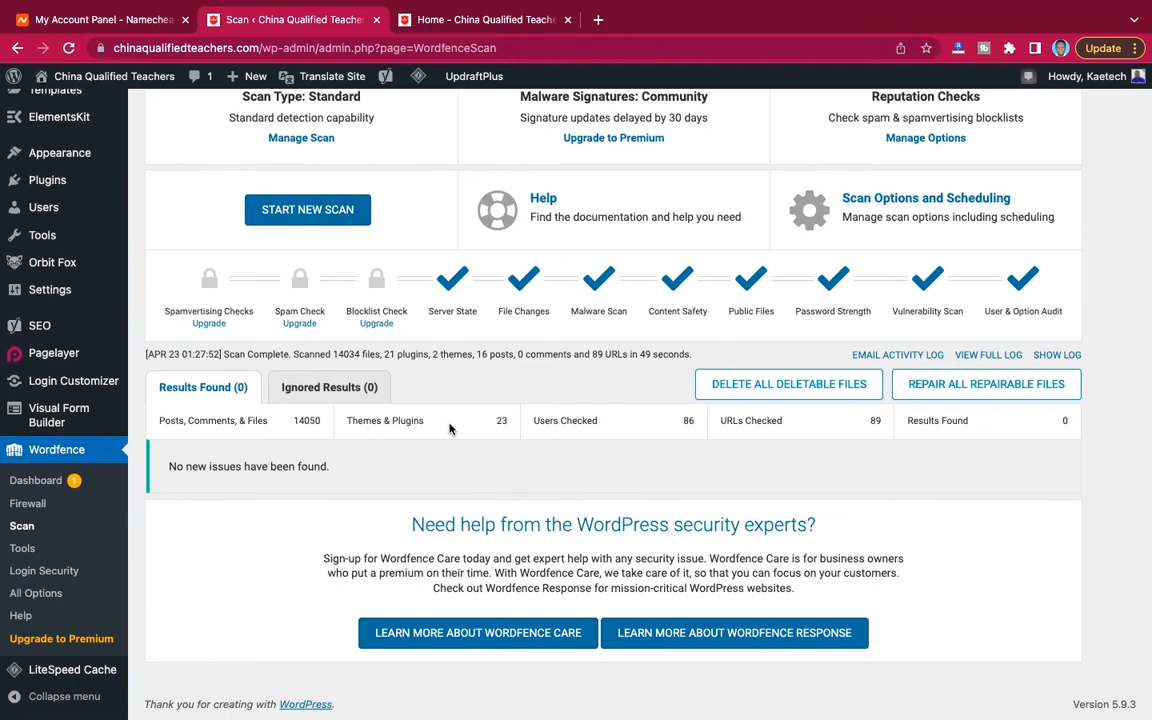 My Account Panel - Namechea
Scan ‹ China Qualified Teache
Home - China Qualified Teache
chinaqualifiedteachers.com/wp-admin/admin.php?page=WordfenceScan
Update
China Qualified Teachers
1
New
Translate Site
UpdraftPlus
Howdy, Kaetech
Templates
ElementsKit
Appearance
Plugins
Users
Tools
Orbit Fox
Settings
SEO
Pagelayer
Login Customizer
Visual Form
Builder
Wordfence
Dashboard 1
Firewall
Scan
Tools
Login Security
All Options
Help
Upgrade to Premium
LiteSpeed Cache
Collapse menu
Scan Type: Standard
Standard detection capability
Manage Scan
Malware Signatures: Community
Signature updates delayed by 30 days
Upgrade to Premium
Reputation Checks
Check spam & spamvertising blocklists
Manage Options
START NEW SCAN
Help
Find the documentation and help you need
Scan Options and Scheduling
Manage scan options including scheduling
Spamvertising Checks
Upgrade
Spam Check
Upgrade
Blocklist Check
Upgrade
Server State
File Changes
Malware Scan
Content Safety
Public Files
Password Strength
Vulnerability Scan
User & Option Audit
[APR 23 01:27:52] Scan Complete. Scanned 14034 files, 21 plugins, 2 themes, 16 posts, 0 comments and 89 URLs in 49 seconds.
EMAIL ACTIVITY LOG
VIEW FULL LOG
SHOW LOG
Results Found (0)
Ignored Results (0)
DELETE ALL DELETABLE FILES
REPAIR ALL REPAIRABLE FILES
Posts, Comments, & Files 14050
Themes & Plugins 23
Users Checked 86
URLs Checked 89
Results Found 0
No new issues have been found.
Need help from the WordPress security experts?
Sign-up for Wordfence Care today and get expert help with any security issue. Wordfence Care is for business owners
who put a premium on their time. With Wordfence Care, we take care of it, so that you can focus on your customers.
Check out Wordfence Response for mission-critical WordPress websites.
LEARN MORE ABOUT WORDFENCE CARE
LEARN MORE ABOUT WORDFENCE RESPONSE
Thank you for creating with WordPress.
Version 5.9.3